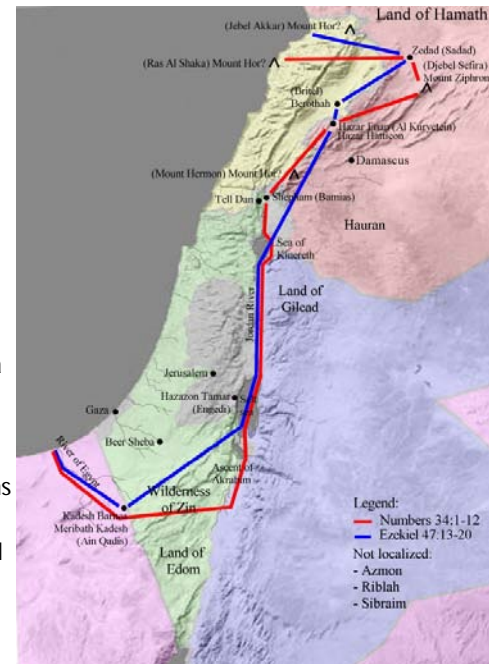 Land of Hamath
(Jebel Akkar) Mount Hor?
Zedad (Sadad)
(Ras Al Shaka) Mount Hor?
(Djebel Sefira)
Mount Ziphron
(Britel)
Berothah
Hazar Enan (Al Kuryetein)
Hazar Hatticon
Damascus
(Mount Hermon) Mount Hor?
Tell Dan
Shepham (Bamias)
Hauran
Sea of
Kinereth
Land of
Gilead
Jordan River
Jerusalem
Hazazon Tamar
(Engedi)
Gaza
Beer Sheba
Ascent of
Akrabim
River of Egypt
Wilderness
of Zin
Kadesh Barnea
Meribath Kadesh
(Ain Qadis)
Land of
Edom
Legend:
Numbers 34:1-12
Ezekiel 47:13-20
Not localized:
- Azmon
- Riblah
- Sibraim